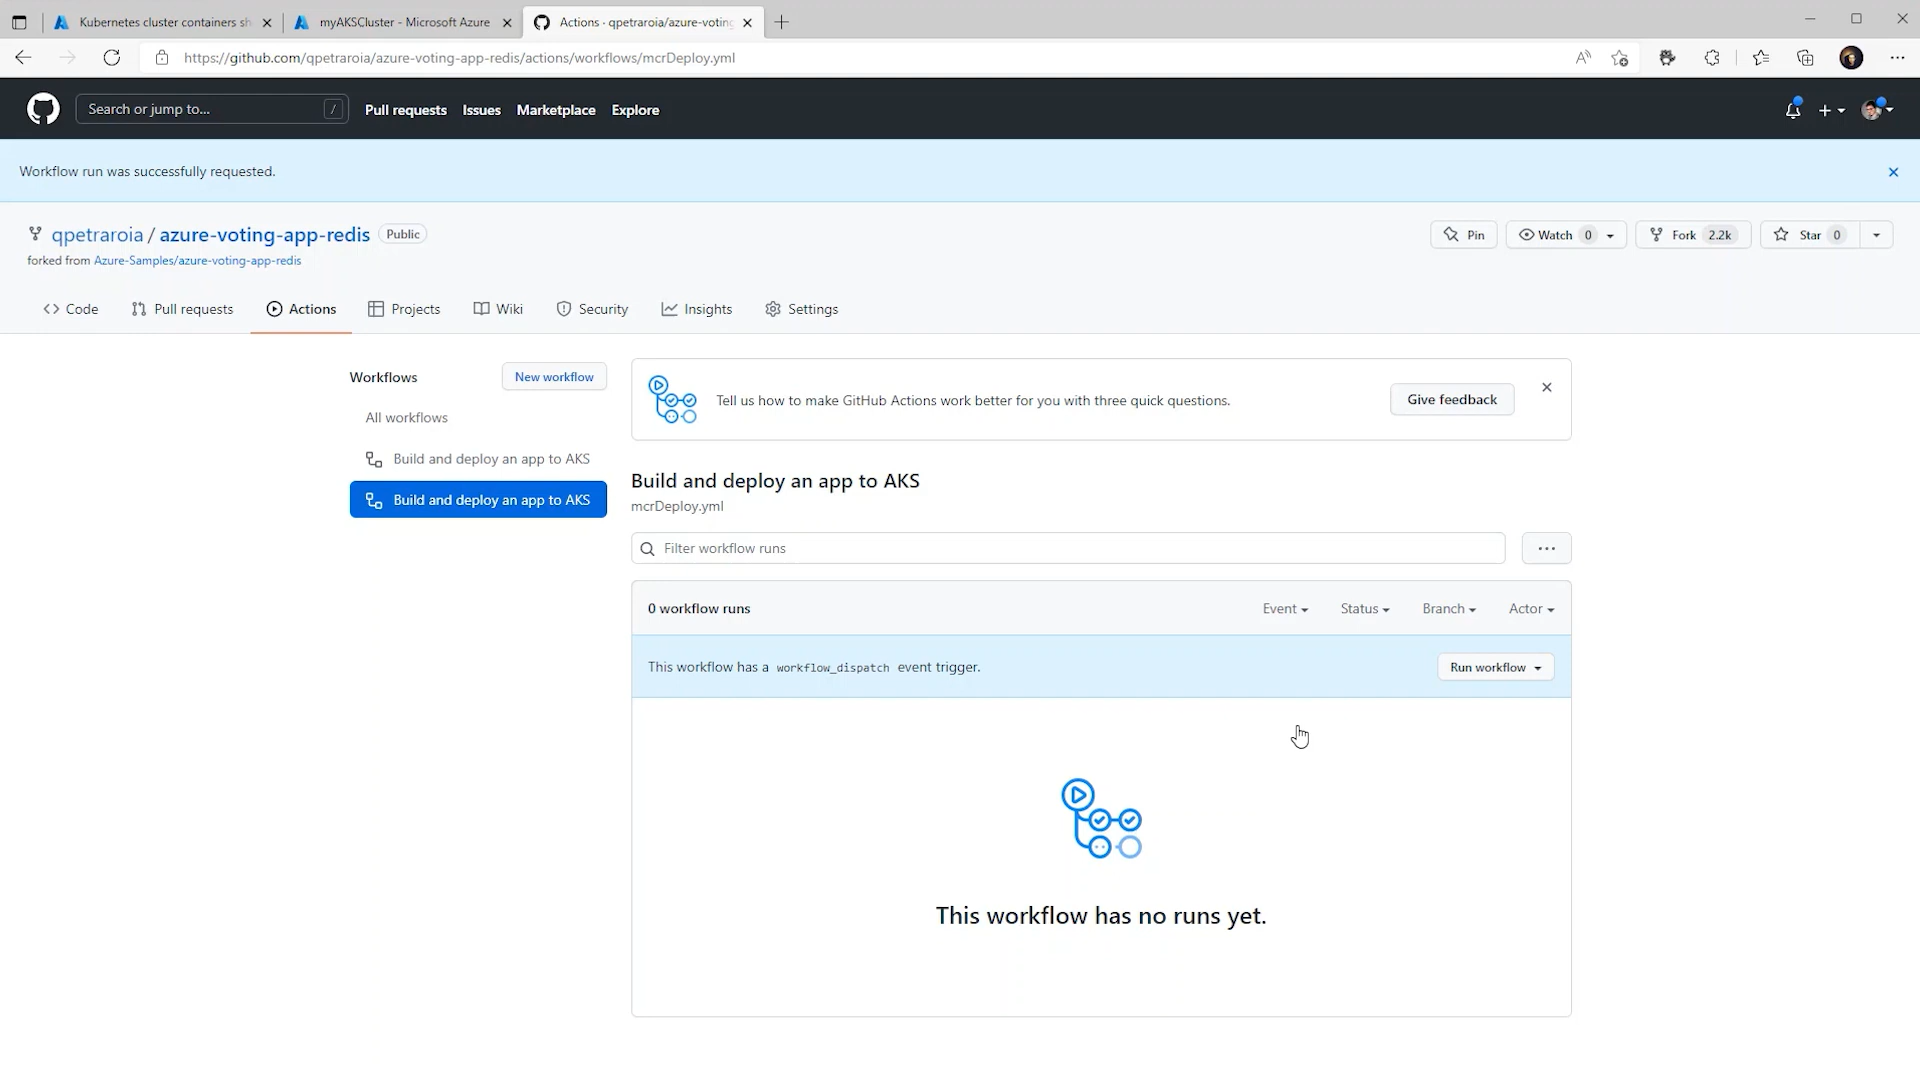 Kubernetes cluster containers sh
myAKSCluster - Microsoft Azure
Actions · qpetraroia/azure-voting
https://github.com/qpetraroia/azure-voting-app-redis/actions/workflows/mcrDeploy.yml
Search or jump to...
/
Pull requests
Issues
Marketplace
Explore
Workflow run was successfully requested.
qpetraroia / azure-voting-app-redis
Public
Pin
Watch 0
Fork 2.2k
Star 0
forked from Azure-Samples/azure-voting-app-redis
Code
Pull requests
Actions
Projects
Wiki
Security
Insights
Settings
Workflows
New workflow
All workflows
Build and deploy an app to AKS
Build and deploy an app to AKS
Tell us how to make GitHub Actions work better for you with three quick questions.
Give feedback
Build and deploy an app to AKS
mcrDeploy.yml
Filter workflow runs
0 workflow runs
Event
Status
Branch
Actor
This workflow has a workflow_dispatch event trigger.
Run workflow
This workflow has no runs yet.